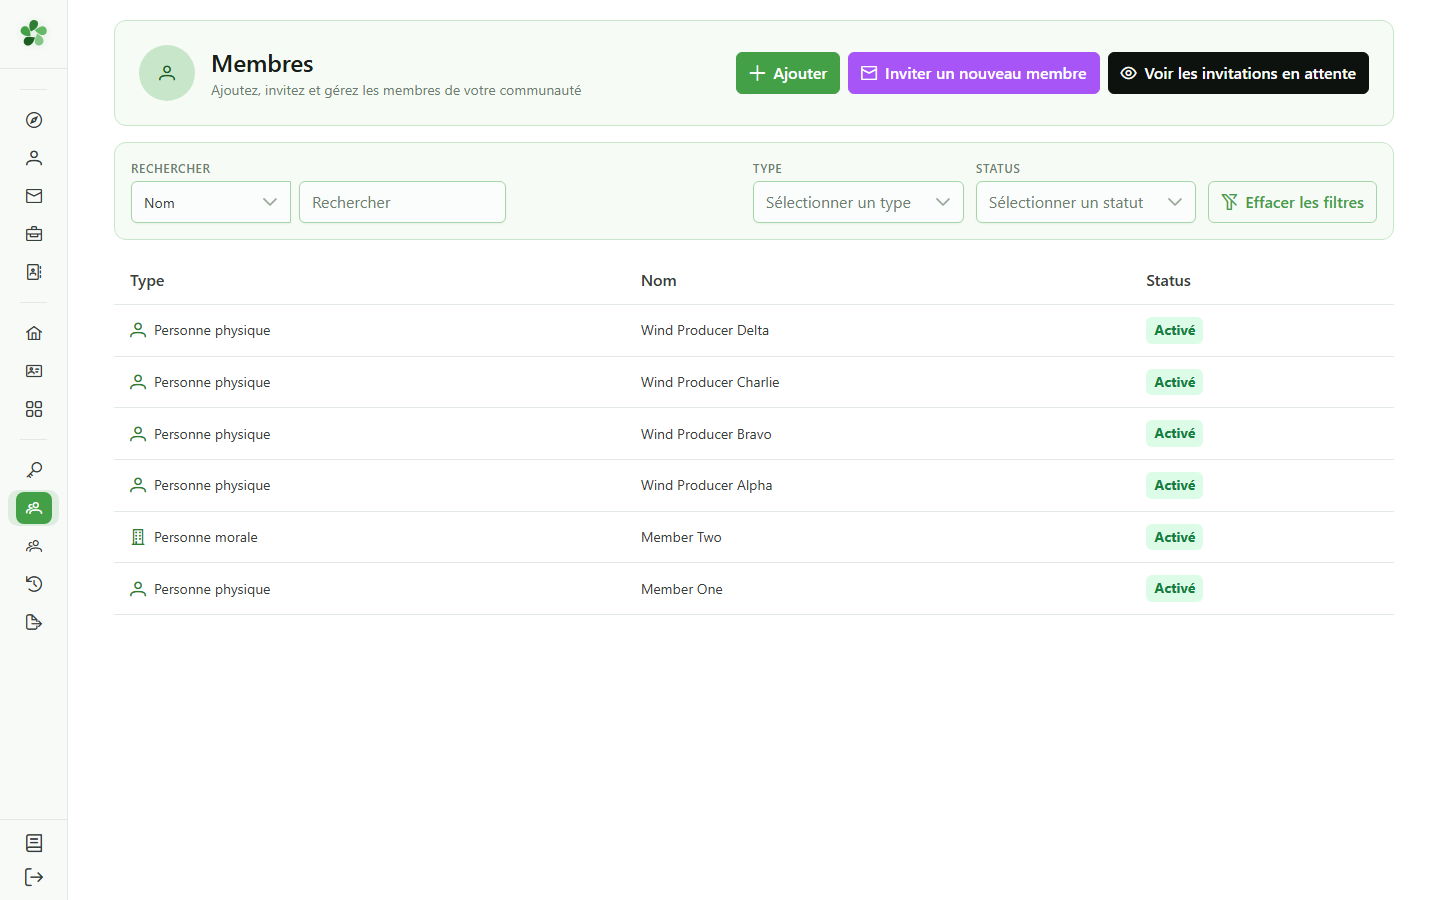 Membres
Ajoutez, invitez et gérez les membres de votre communauté
Ajouter
Inviter un nouveau membre
Voir les invitations en attente
RECHERCHER
Nom
Rechercher
TYPE
Sélectionner un type
STATUS
Sélectionner un statut
Effacer les filtres
Type Nom Status
Personne physique Wind Producer Delta Activé
Personne physique Wind Producer Charlie Activé
Personne physique Wind Producer Bravo Activé
Personne physique Wind Producer Alpha Activé
Personne morale Member Two Activé
Personne physique Member One Activé